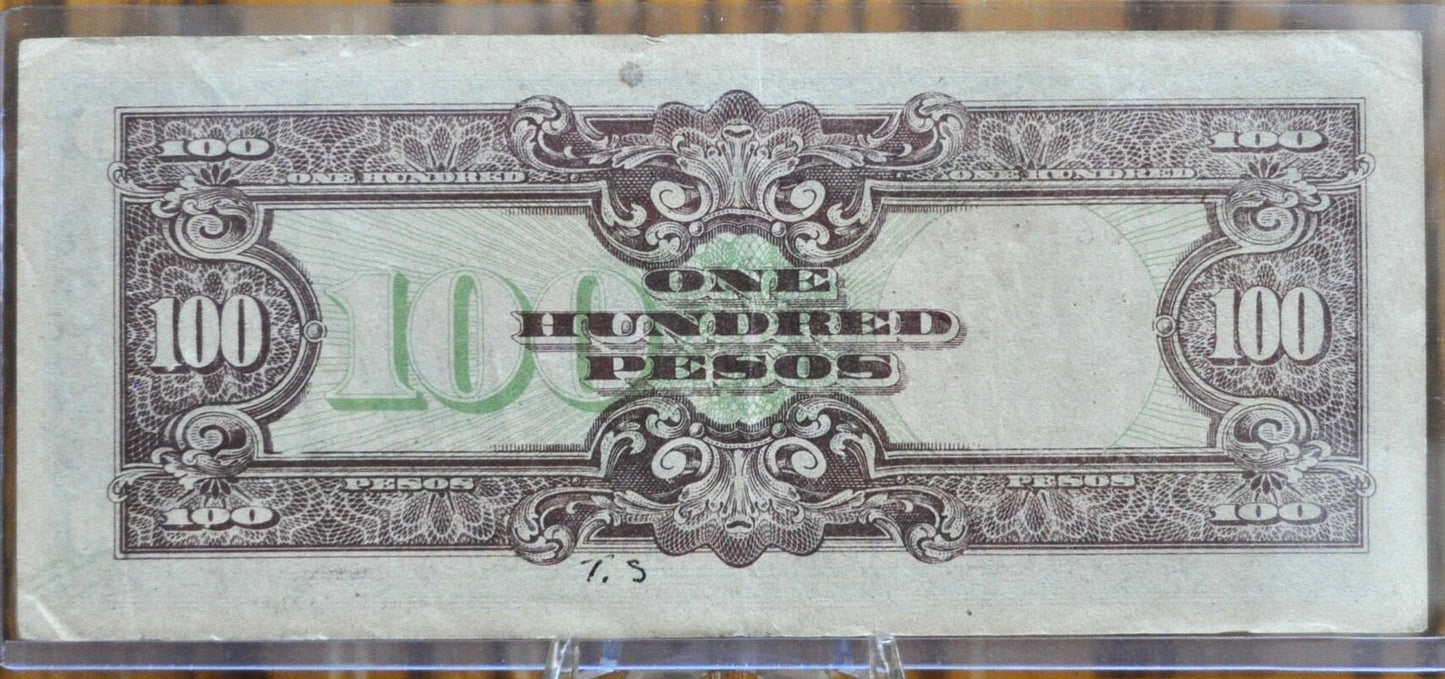 100 100
ONE HUNDRED ONE HUNDRED
100
ONE
100 HUNDRED 100
PESOS
PESOS PESOS
100 100
T. S